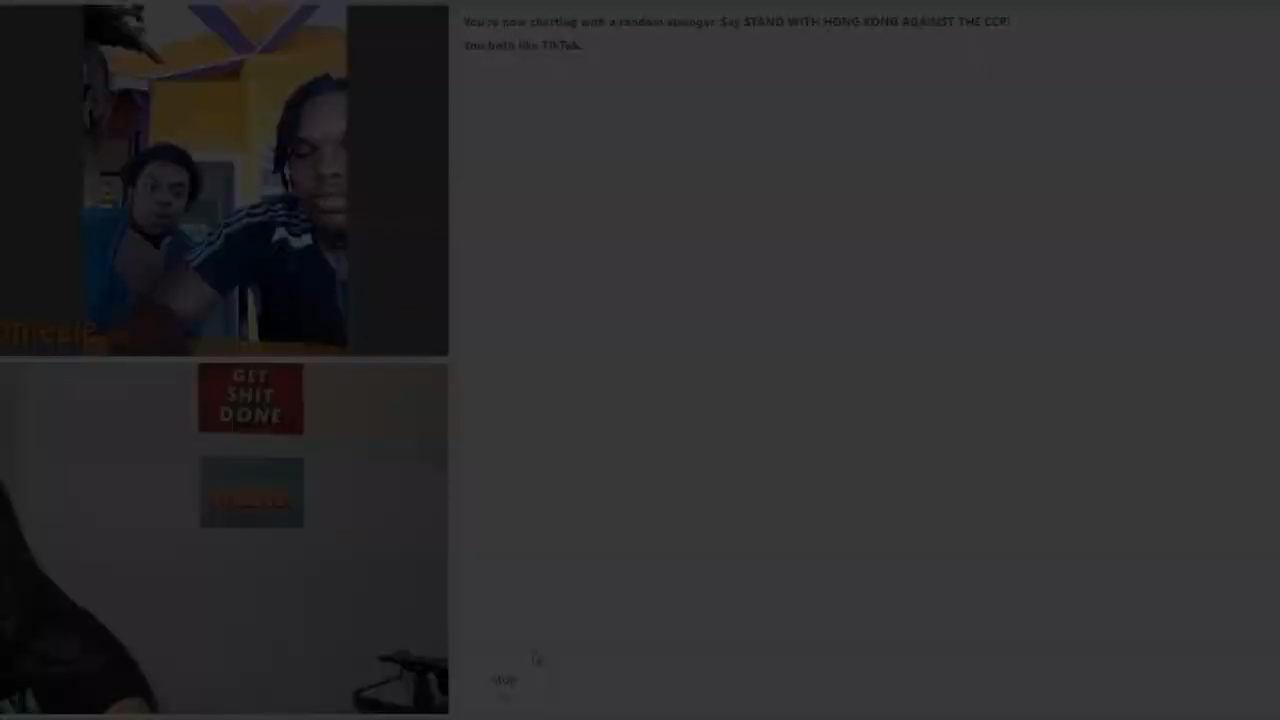 You're now chatting with a random stranger. Say STAND WITH HONG KONG AGAINST THE CCP!
You both like TikTok.
GET
SHIT
DONE
stop